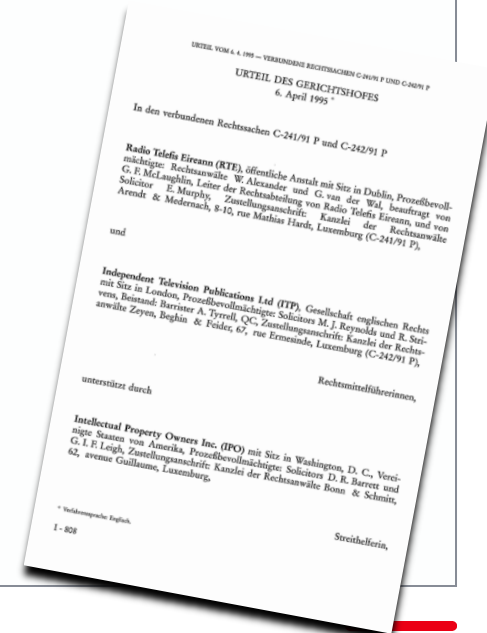 URTEIL VOM 6. 4. 1995 — VERBUNDENE RECHTSSACHEN C-241/91 P UND C-242/91 P
URTEIL DES GERICHTSHOFES
6. April 1995 *
In den verbundenen Rechtssachen C-241/91 P und C-242/91 P
Radio Telefis Eireann (RTE), öffentliche Anstalt mit Sitz in Dublin, Prozeßbevoll-
mächtigte: Rechtsanwälte W. Alexander und G. van der Wal, beauftragt von
G. F. McLaughlin, Leiter der Rechtsabteilung von Radio Telefis Eireann, und von
Solicitor E. Murphy, Zustellungsanschrift: Kanzlei der Rechtsanwälte
Arendt & Medernach, 8-10, rue Mathias Hardt, Luxemburg (C-241/91 P),
und
Independent Television Publications Ltd (ITP), Gesellschaft englischen Rechts
mit Sitz in London, Prozeßbevollmächtigte: Solicitors M. J. Reynolds und R. Stri-
vens, Beistand: Barrister A. Tyrrell, QC, Zustellungsanschrift: Kanzlei der Rechts-
anwälte Zeyen, Beghin & Feider, 67, rue Ermesinde, Luxemburg (C-242/91 P),
Rechtsmittelführerinnen,
unterstützt durch
Intellectual Property Owners Inc. (IPO) mit Sitz in Washington, D. C., Verei-
nigte Staaten von Amerika, Prozeßbevollmächtigte: Solicitors D. R. Barrett und
G. I. F. Leigh, Zustellungsanschrift: Kanzlei der Rechtsanwälte Bonn & Schmitt,
62, avenue Guillaume, Luxemburg,
Streithelferin,
* Verfahrenssprache: Englisch.
I - 808